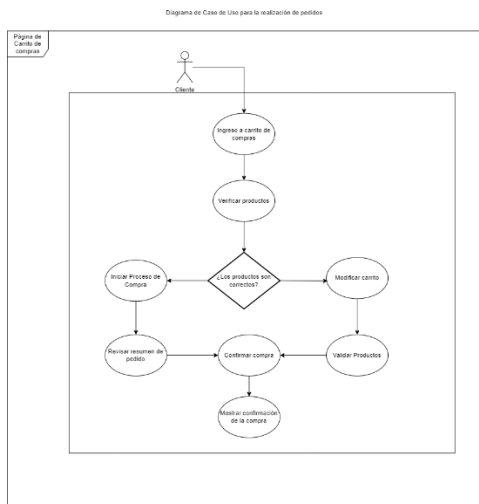 Diagrama de Caso de Uso para la realización de pedidos
Página de
Carrito de
compras
Cliente
Ingreso a carrito de
compras
Verificar productos
¿Los productos son
correctos?
Iniciar Proceso de
Compra
Modificar carrito
Revisar resumen de
pedido
Confirmar compra
Validar Productos
Mostrar confirmación
de la compra